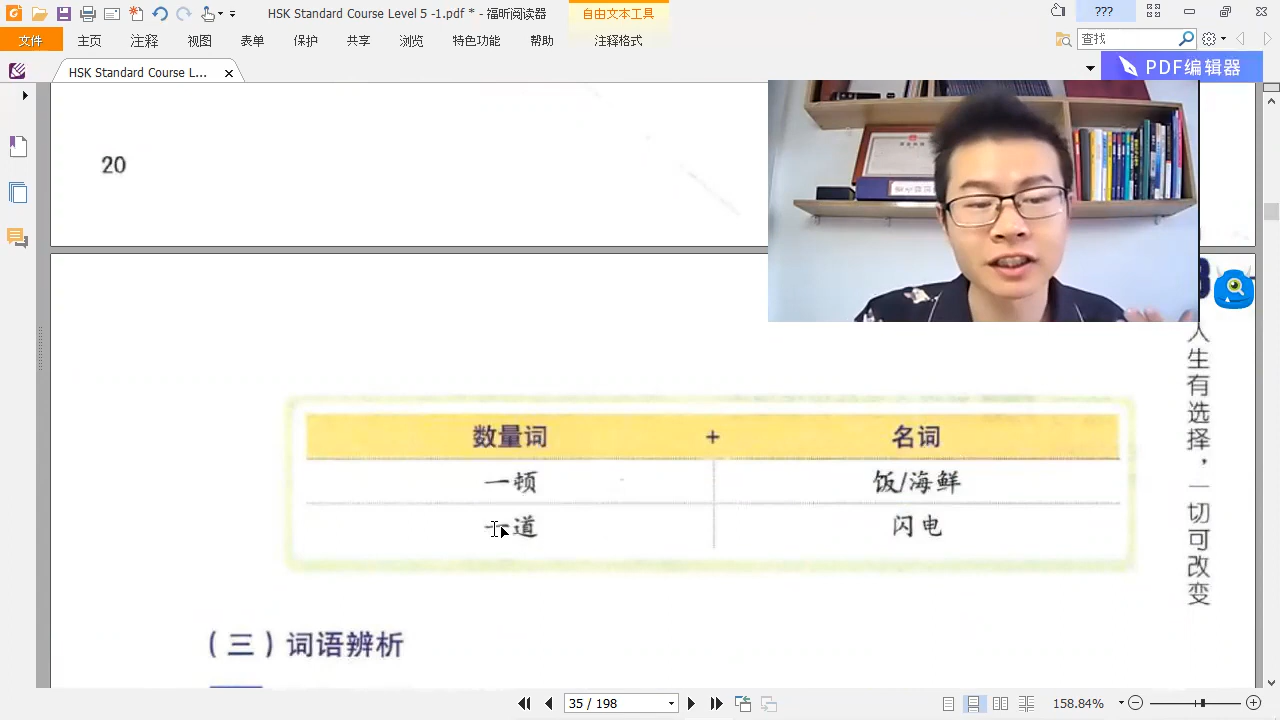 HSK Standard Course Level 5 -1.pdf * - 福昕阅读器
自由文本工具
???
文件 主页 注释 视图 表单 保护 共享 浏览 特色功能 帮助 注释格式
查找
HSK Standard Course L...
PDF编辑器
20
人生有选择，一切可改变
数量词 + 名词
一顿 饭/海鲜
一道 闪电
（三）词语辨析
35 / 198
158.84%